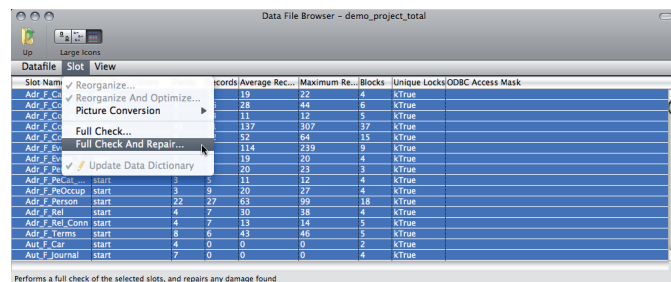 Data File Browser - demo_project_total
Up Large Icons
Datafile Slot View
Slot Nam Records Average Rec... Maximum Re... Blocks Unique Locks ODBC Access Mask
Reorganize...
Reorganize And Optimize...
Picture Conversion
Full Check...
Full Check And Repair...
Update Data Dictionary
Adr_F_Ca 19 22 4 kTrue
Adr_F_Co 28 44 6 kTrue
Adr_F_Co 11 12 5 kTrue
Adr_F_Co 137 307 37 kTrue
Adr_F_Co 52 64 15 kTrue
Adr_F_Eve 114 239 9 kTrue
Adr_F_Eve 19 20 4 kTrue
Adr_F_Pe 20 23 3 kTrue
Adr_F_PeCat_... start 3 5 11 12 4 kTrue
Adr_F_PeOccup start 3 9 20 27 4 kTrue
Adr_F_Person start 22 27 63 99 18 kTrue
Adr_F_Rel start 4 7 30 38 4 kTrue
Adr_F_Rel_Conn start 4 7 13 14 5 kTrue
Adr_F_Terms start 8 6 43 46 5 kTrue
Aut_F_Car start 4 0 0 0 2 kTrue
Aut_F_Journal start 7 0 0 0 4 kTrue
Performs a full check of the selected slots, and repairs any damage found